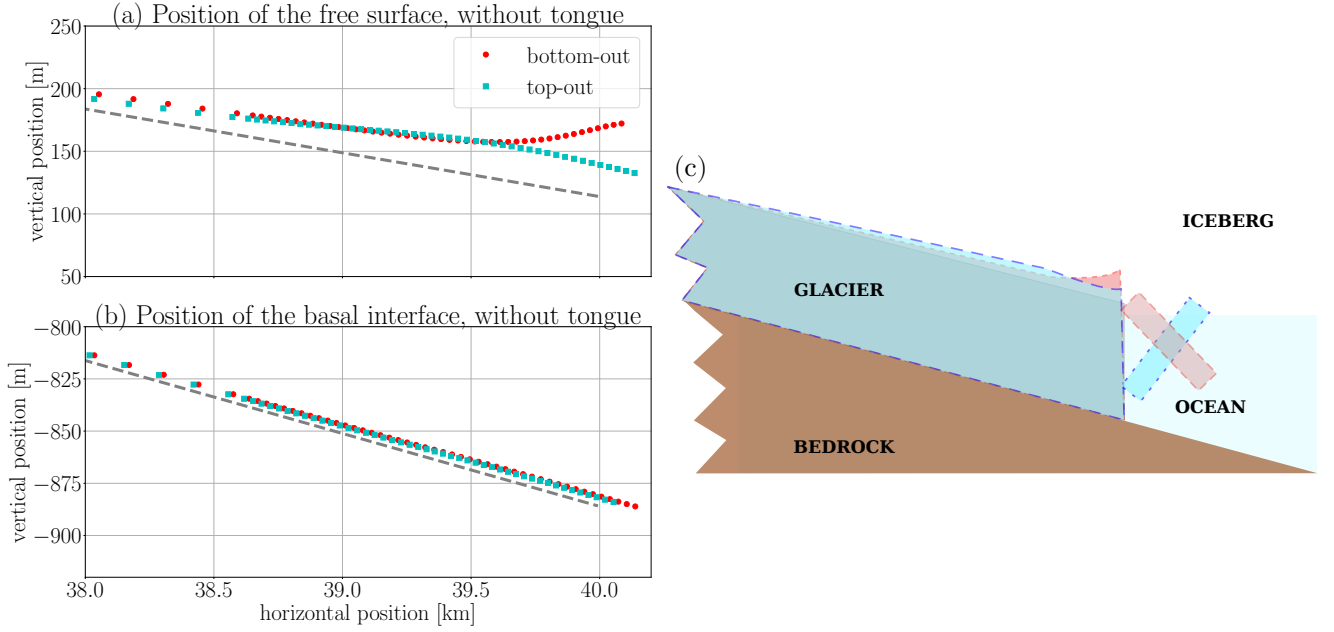 (a) Position of the free surface, without tongue
250
200
150
100
50
vertical position [m]
bottom-out
top-out
(b) Position of the basal interface, without tongue
−800
−825
−850
−875
−900
vertical position [m]
38.0 38.5 39.0 39.5 40.0
horizontal position [km]
(c)
ICEBERG
GLACIER
OCEAN
BEDROCK